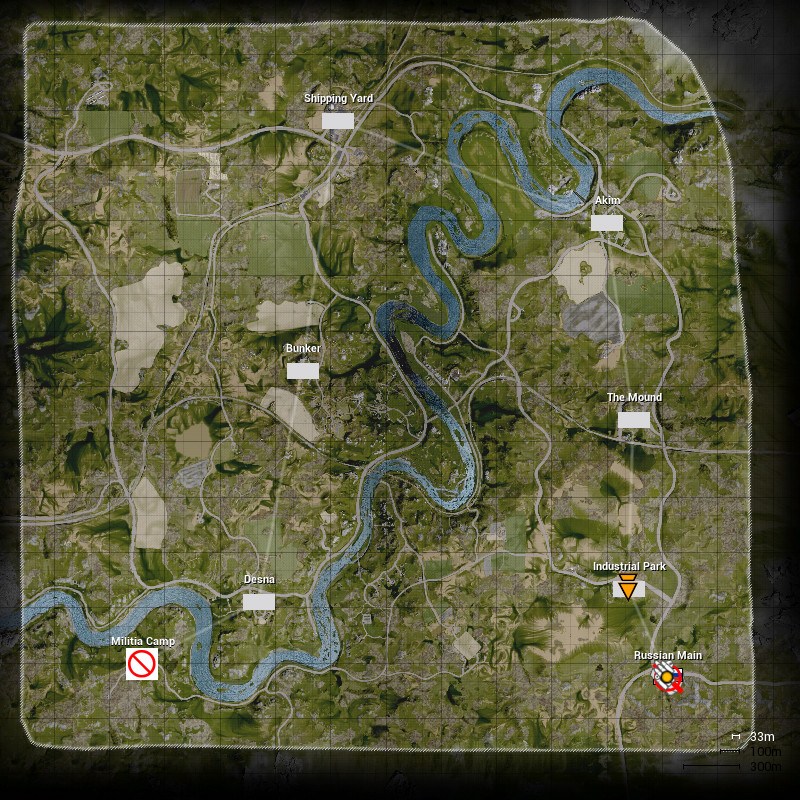 Shipping Yard
Akim
Bunker
The Mound
Industrial Park
Desna
Militia Camp
Russian Main
33m
100m
300m